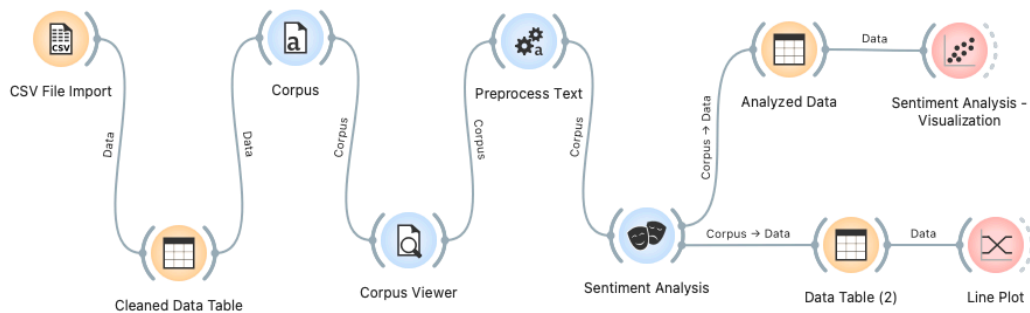 CSV
CSV File Import
Data
Cleaned Data Table
Data
a
Corpus
Corpus
Corpus Viewer
Corpus
a
Preprocess Text
Corpus
Sentiment Analysis
Corpus → Data
Analyzed Data
Data
Sentiment Analysis -
Visualization
Corpus → Data
Data Table (2)
Data
Line Plot